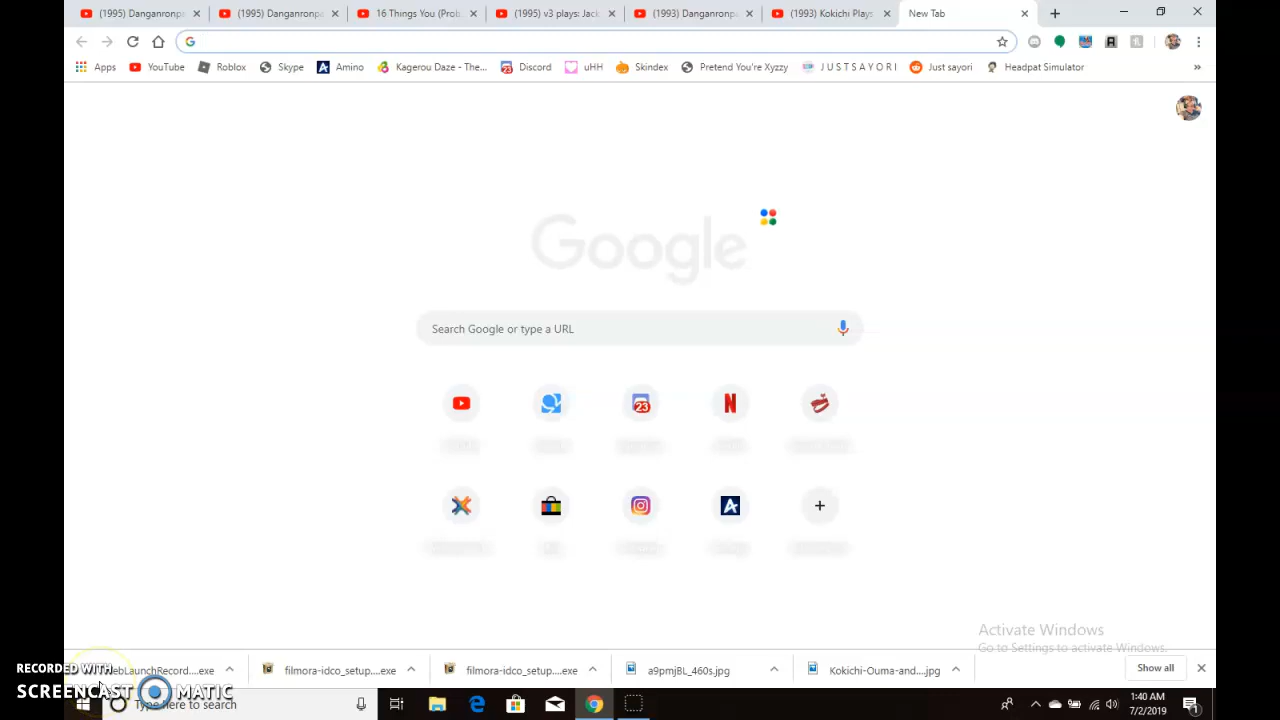 (1995) Danganronpa
(1995) Danganronpa
16 Things You (Prob
(1995) v3 plays: Jack
(1993) Danganronpa
(1993) Kokichi Plays
New Tab
Apps
YouTube
Roblox
Skype
Amino
Kagerou Daze - The...
23
Discord
uHH
Skindex
Pretend You're Xyzzy
J U S T S A Y O R I
Just sayori
Headpat Simulator
»
Google
Search Google or type a URL
23
Activate Windows
Go to Settings to activate Windows.
ebLaunchRecord....exe
filmora-idco_setup....exe
filmora-idco_setup....exe
a9pmjBL_460s.jpg
Kokichi-Ouma-and....jpg
Show all
RECORDED WITH
SCREENCAST MATIC
Type here to search
1:40 AM
7/2/2019
1